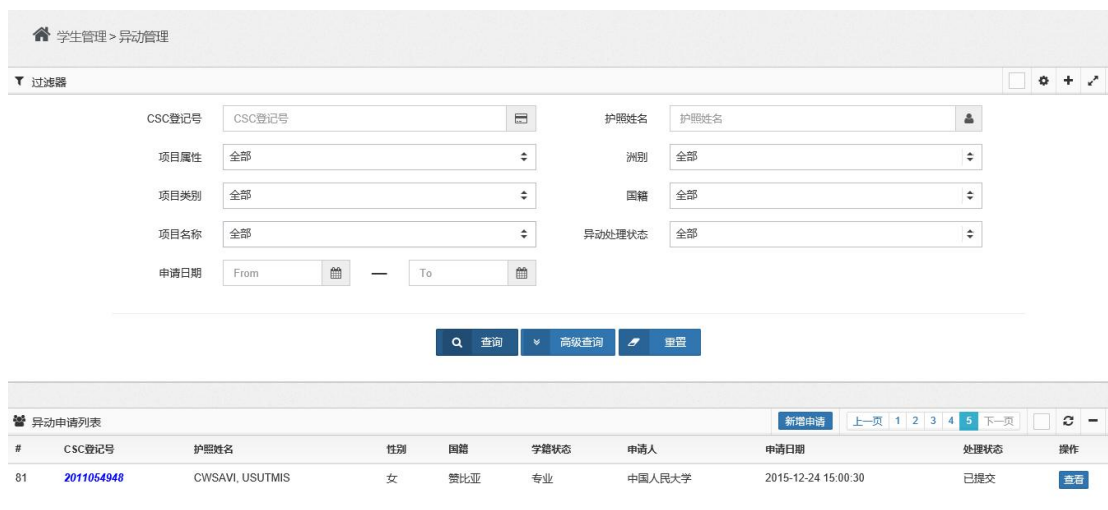 学生管理 > 异动管理
过滤器
CSC登记号 CSC登记号 护照姓名 护照姓名
项目属性 全部 洲别 全部
项目类别 全部 国籍 全部
项目名称 全部 异动处理状态 全部
申请日期 From — To
查询 高级查询 重置
异动申请列表 新增申请 上一页 1 2 3 4 5 下一页
# CSC登记号 护照姓名 性别 国籍 学籍状态 申请人 申请日期 处理状态 操作
81 2011054948 CWSAVI, USUTMIS 女 赞比亚 专业 中国人民大学 2015-12-24 15:00:30 已提交 查看